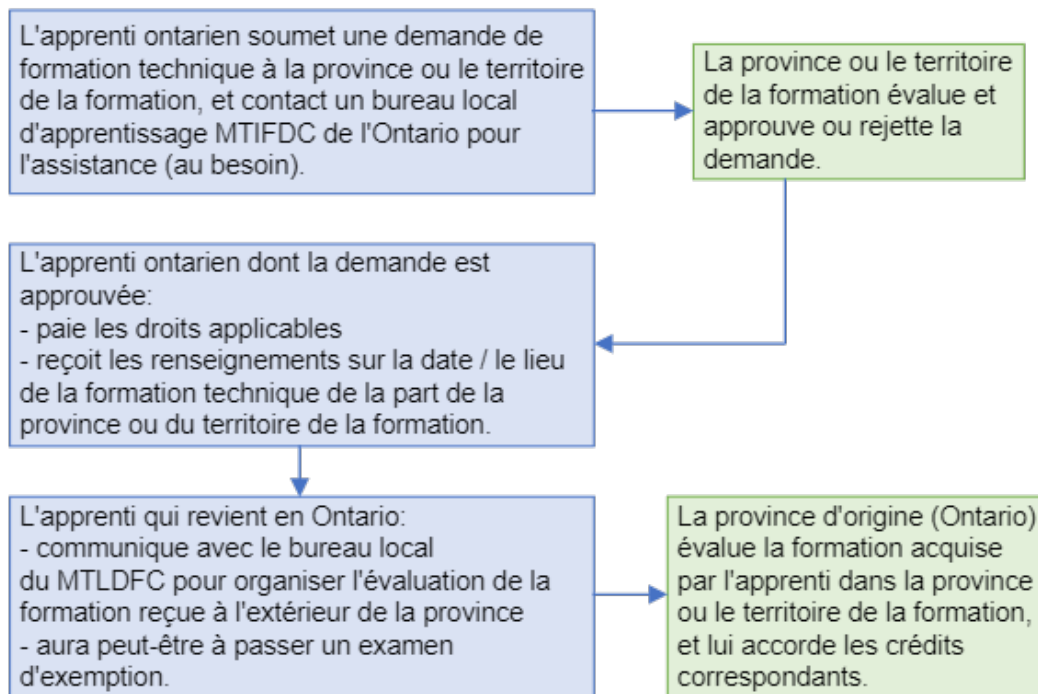 L'apprenti ontarien soumet une demande de
formation technique à la province ou le territoire
de la formation, et contact un bureau local
d'apprentissage MTIFDC de l'Ontario pour
l'assistance (au besoin).
La province ou le territoire
de la formation évalue et
approuve ou rejette la
demande.
L'apprenti ontarien dont la demande est
approuvée:
- paie les droits applicables
- reçoit les renseignements sur la date / le lieu
de la formation technique de la part de la
province ou du territoire de la formation.
L'apprenti qui revient en Ontario:
- communique avec le bureau local
du MTLDFC pour organiser l'évaluation de la
formation reçue à l'extérieur de la province
- aura peut-être à passer un examen
d'exemption.
La province d'origine (Ontario)
évalue la formation acquise
par l'apprenti dans la province
ou le territoire de la formation,
et lui accorde les crédits
correspondants.